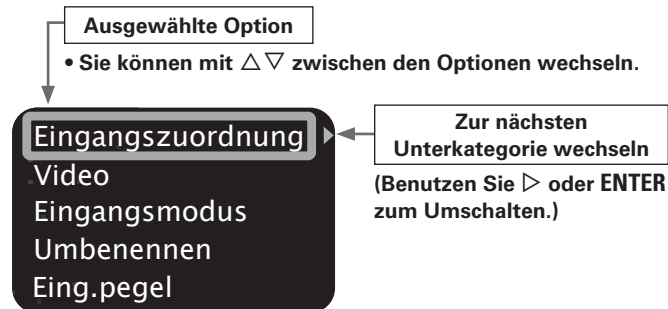 Ausgewählte Option
• Sie können mit △▽ zwischen den Optionen wechseln.
Eingangszuordnung
Video
Eingangsmodus
Umbenennen
Eing.pegel
Zur nächsten
Unterkategorie wechseln
(Benutzen Sie ▷ oder ENTER
zum Umschalten.)